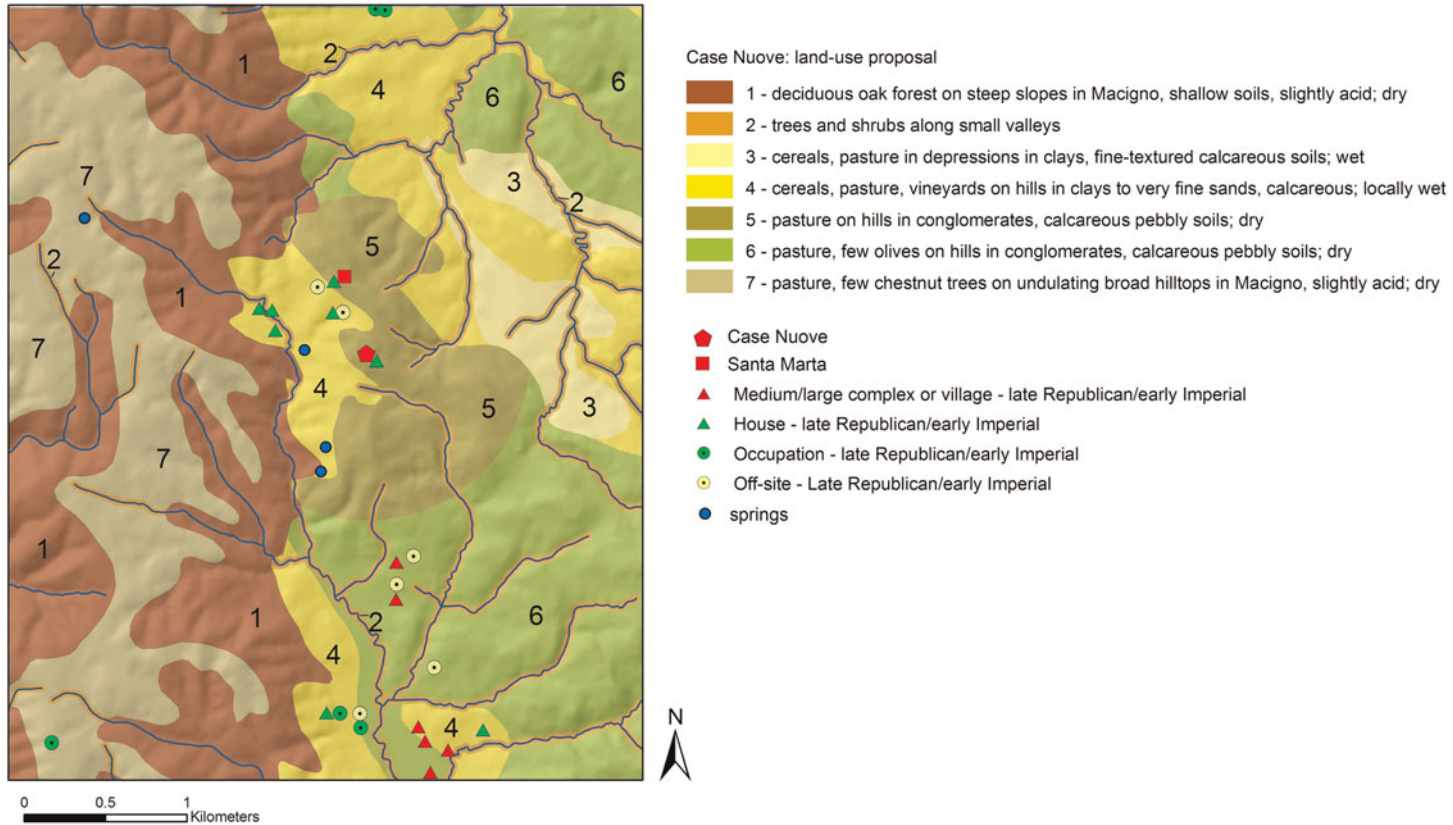 1
2
4
6
6
Case Nuove: land-use proposal
1 - deciduous oak forest on steep slopes in Macigno, shallow soils, slightly acid; dry
2 - trees and shrubs along small valleys
3 - cereals, pasture in depressions in clays, fine-textured calcareous soils; wet
4 - cereals, pasture, vineyards on hills in clays to very fine sands, calcareous; locally wet
5 - pasture on hills in conglomerates, calcareous pebbly soils; dry
6 - pasture, few olives on hills in conglomerates, calcareous pebbly soils; dry
7 - pasture, few chestnut trees on undulating broad hilltops in Macigno, slightly acid; dry
Case Nuove
Santa Marta
Medium/large complex or village - late Republican/early Imperial
House - late Republican/early Imperial
Occupation - late Republican/early Imperial
Off-site - Late Republican/early Imperial
springs
7
3
2
2
5
1
7
4
5
3
7
1
1
2
6
4
4
N
0 0.5 1
Kilometers